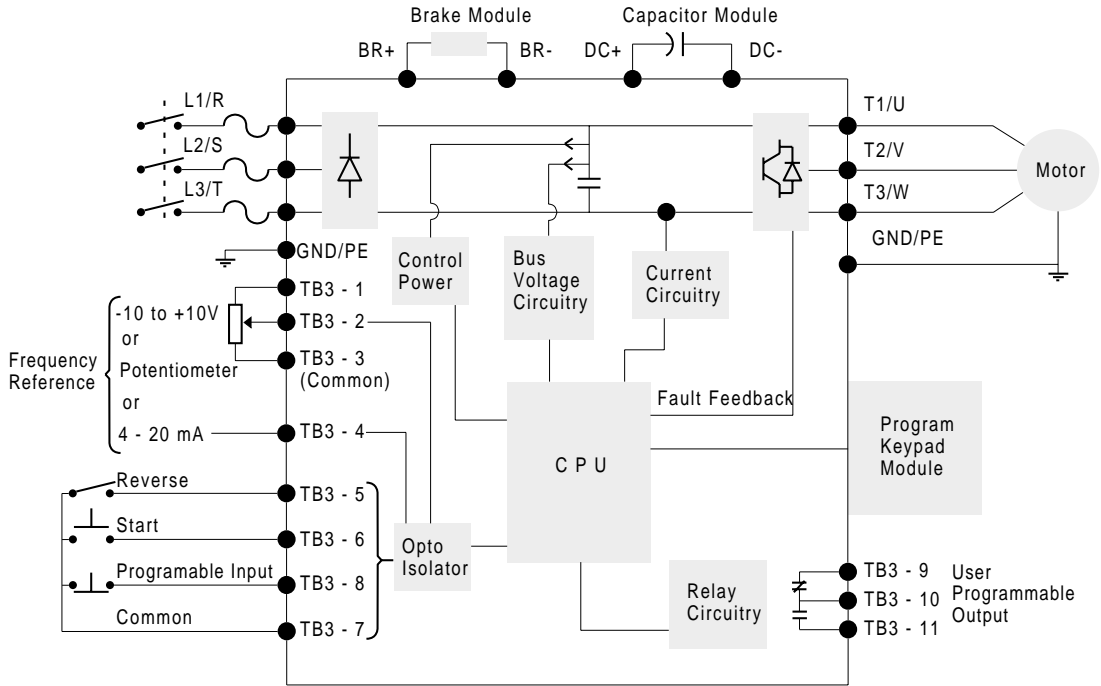 Brake Module
Capacitor Module
BR+
BR-
DC+
DC-
L1/R
L2/S
L3/T
T1/U
T2/V
T3/W
Motor
GND/PE
GND/PE
Control
Power
Bus
Voltage
Circuitry
Current
Circuitry
Frequency
Reference
-10 to +10V
or
Potentiometer
or
4 - 20 mA
TB3 - 1
TB3 - 2
TB3 - 3
(Common)
TB3 - 4
Fault Feedback
C P U
Program
Keypad
Module
Reverse
Start
Programable Input
Common
TB3 - 5
TB3 - 6
TB3 - 8
TB3 - 7
Opto
Isolator
Relay
Circuitry
TB3 - 9
TB3 - 10
TB3 - 11
User
Programmable
Output